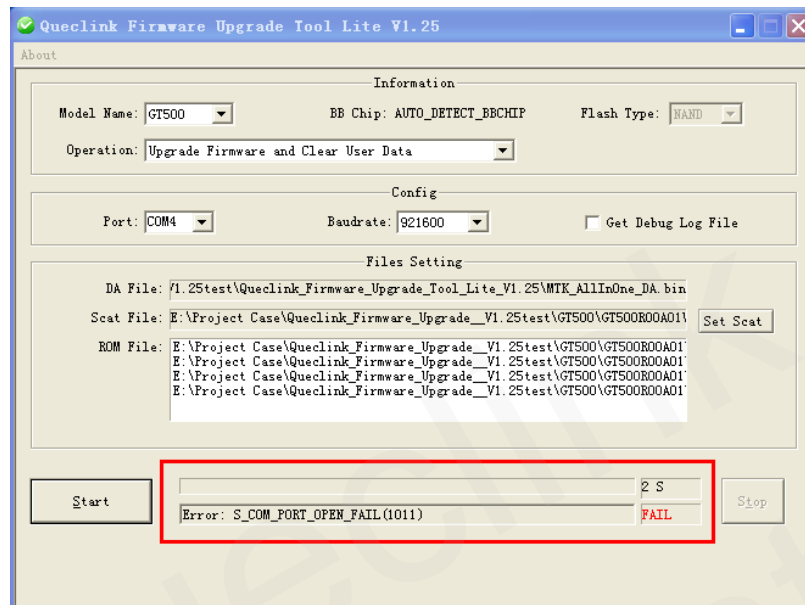 Queclink Firmware Upgrade Tool Lite V1.25
About
Information
Model Name: GT500 BB Chip: AUTO_DETECT_BBCHIP Flash Type: NAND
Operation: Upgrade Firmware and Clear User Data
Config
Port: COM4 Baudrate: 921600 Get Debug Log File
Files Setting
DA File: /1.25test\Queclink_Firmware_Upgrade_Tool_Lite_V1.25\MTK_AllInOne_DA.bin
Scat File: E:\Project Case\Queclink_Firmware_Upgrade__V1.25test\GT500\GT500R00A01\ Set Scat
ROM File: E:\Project Case\Queclink_Firmware_Upgrade__V1.25test\GT500\GT500R00A01
E:\Project Case\Queclink_Firmware_Upgrade__V1.25test\GT500\GT500R00A01
E:\Project Case\Queclink_Firmware_Upgrade__V1.25test\GT500\GT500R00A01
E:\Project Case\Queclink_Firmware_Upgrade__V1.25test\GT500\GT500R00A01
2 S
Start Stop
Error: S_COM_PORT_OPEN_FAIL(1011) FAIL